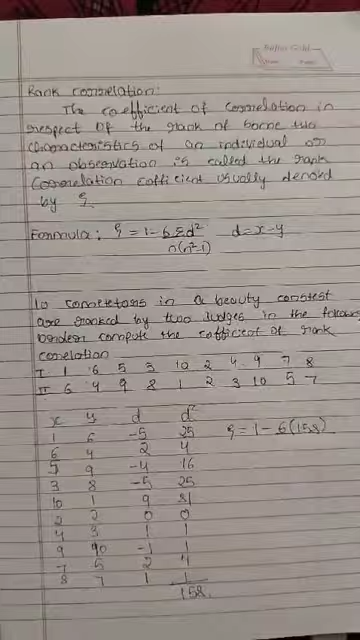 Rank correlation:
The coefficient of correlation in
respect of the rank of some two
characteristics of an individual or
an observation is called the rank
Correlation cofficient usually denoted
by ξ
Formula: ξ = 1 - 6 Σd²    d = x - y
n(n²-1)
10 competetors in a beauty constest
are ranked by two Judges in the
compute the cofficient of rank
corelation
I 1 6 5 3 10 2 4 9 7 8
II 6 4 9 8 1 2 3 10 5 7
x y d d²
1 6 -5 25    ξ = 1 - 6(158)
6 4 2 4
5 9 -4 16
3 8 -5 25
10 1 9 81
2 2 0 0
4 3 1 1
9 10 -1 1
7 5 2 4
8 7 1 1
158